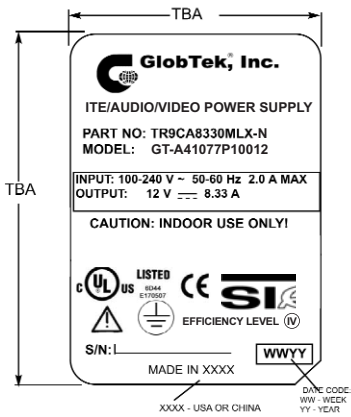 TBA
GlobTek, Inc.
ITE/AUDIO/VIDEO POWER SUPPLY
PART NO: TR9CA8330MLX-N
MODEL: GT-A41077P10012
TBA
INPUT: 100-240 V ~ 50-60 Hz 2.0 A MAX
OUTPUT: 12 V ⎓ 8.33 A
CAUTION: INDOOR USE ONLY!
C UL US
LISTED
6D44
E170507
CE
SI
EFFICIENCY LEVEL IV
S/N:
WWYY
MADE IN XXXX
DATE CODE:
WW - WEEK
YY - YEAR
XXXX - USA OR CHINA